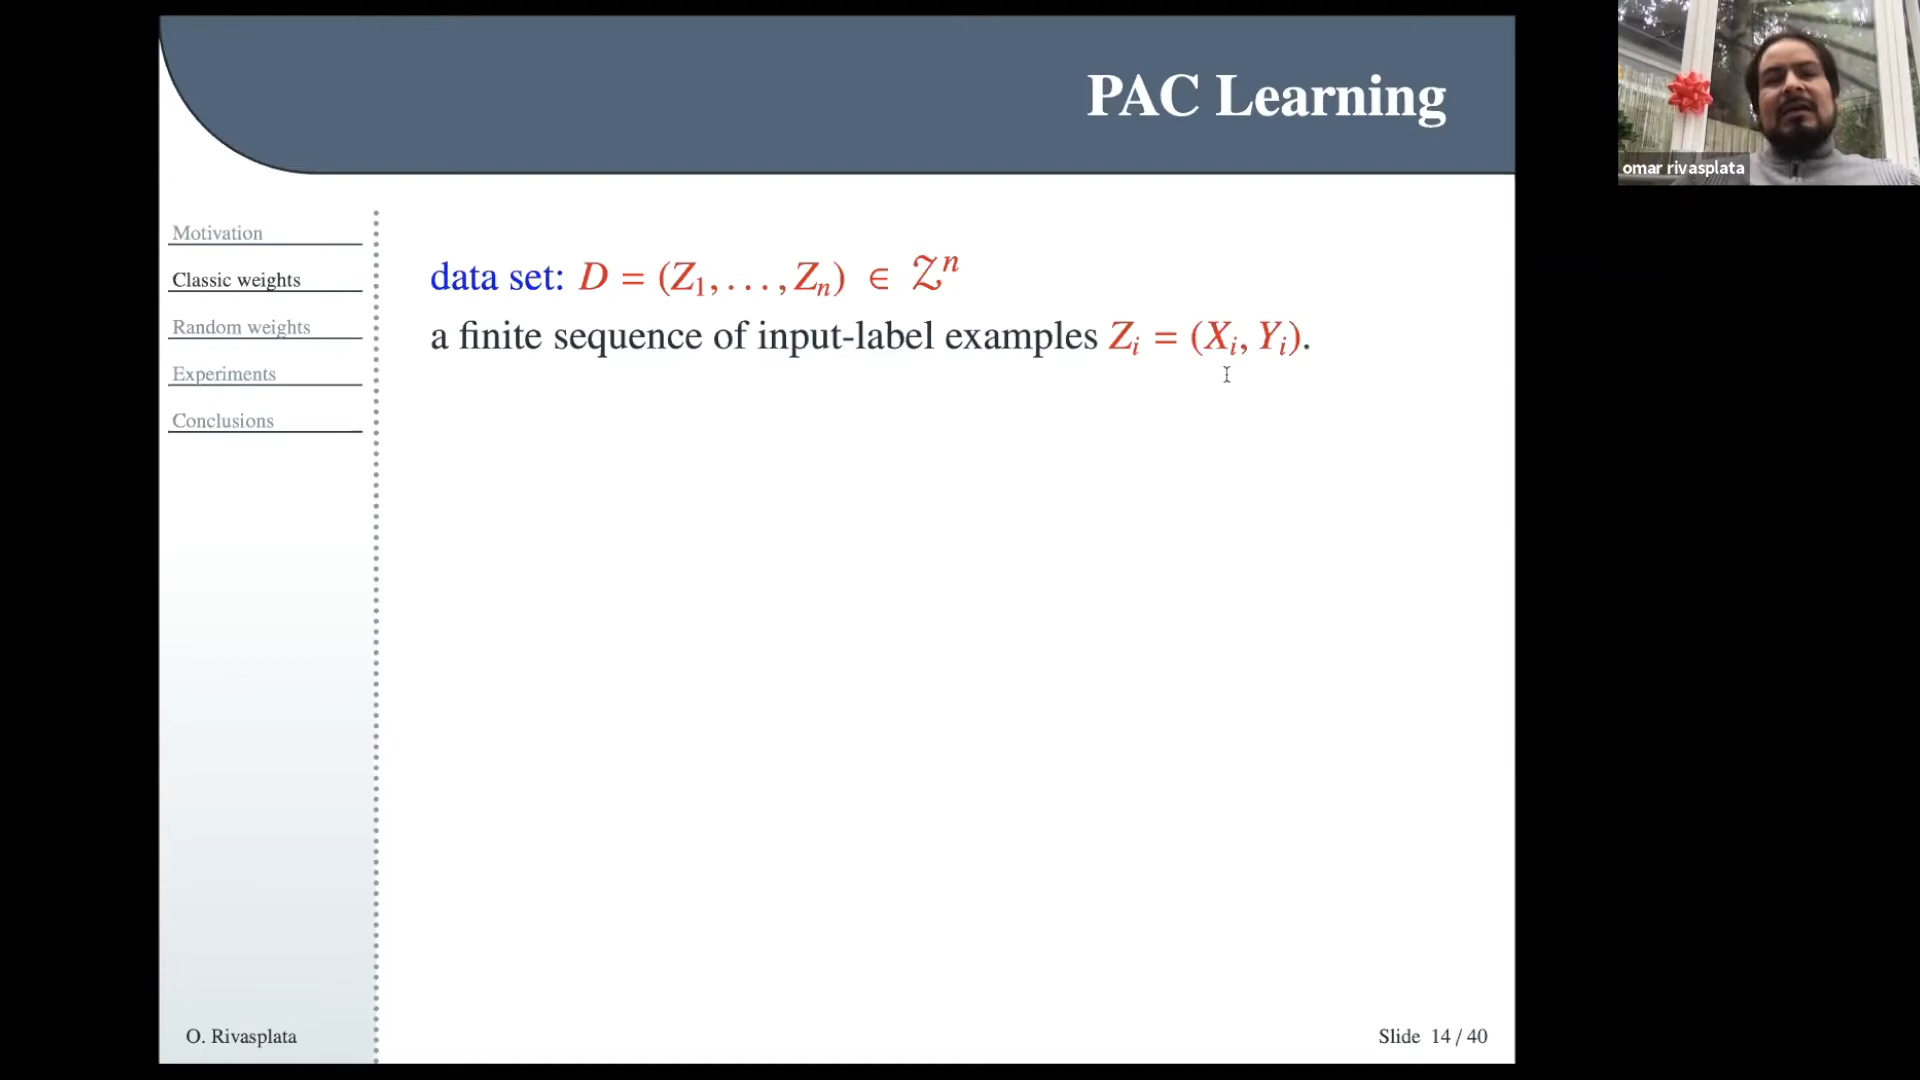 PAC Learning
omar rivasplata
Motivation
Classic weights
Random weights
Experiments
Conclusions
data set: D = (Z₁, . . . , Zₙ) ∈ 𝒵ⁿ
a finite sequence of input-label examples Zᵢ = (Xᵢ, Yᵢ).
O. Rivasplata
Slide 14 / 40